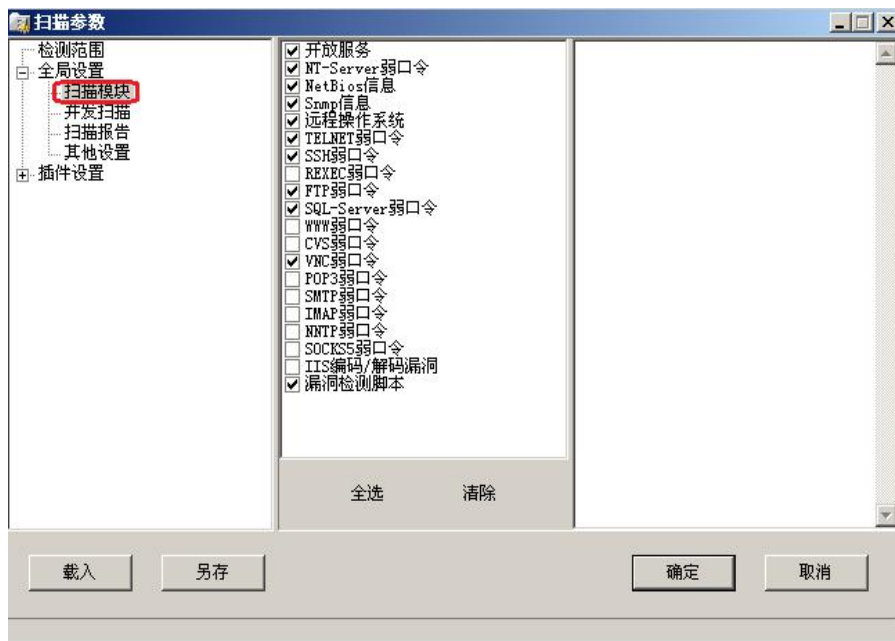 扫描参数
检测范围
全局设置
扫描模块
并发扫描
扫描报告
其他设置
插件设置
开放服务
NT-Server弱口令
NetBios信息
Snmp信息
远程操作系统
TELNET弱口令
SSH弱口令
REXEC弱口令
FTP弱口令
SQL-Server弱口令
WWW弱口令
CVS弱口令
VNC弱口令
POP3弱口令
SMTP弱口令
IMAP弱口令
NNTP弱口令
SOCKS5弱口令
IIS编码/解码漏洞
漏洞检测脚本
全选
清除
载入
另存
确定
取消